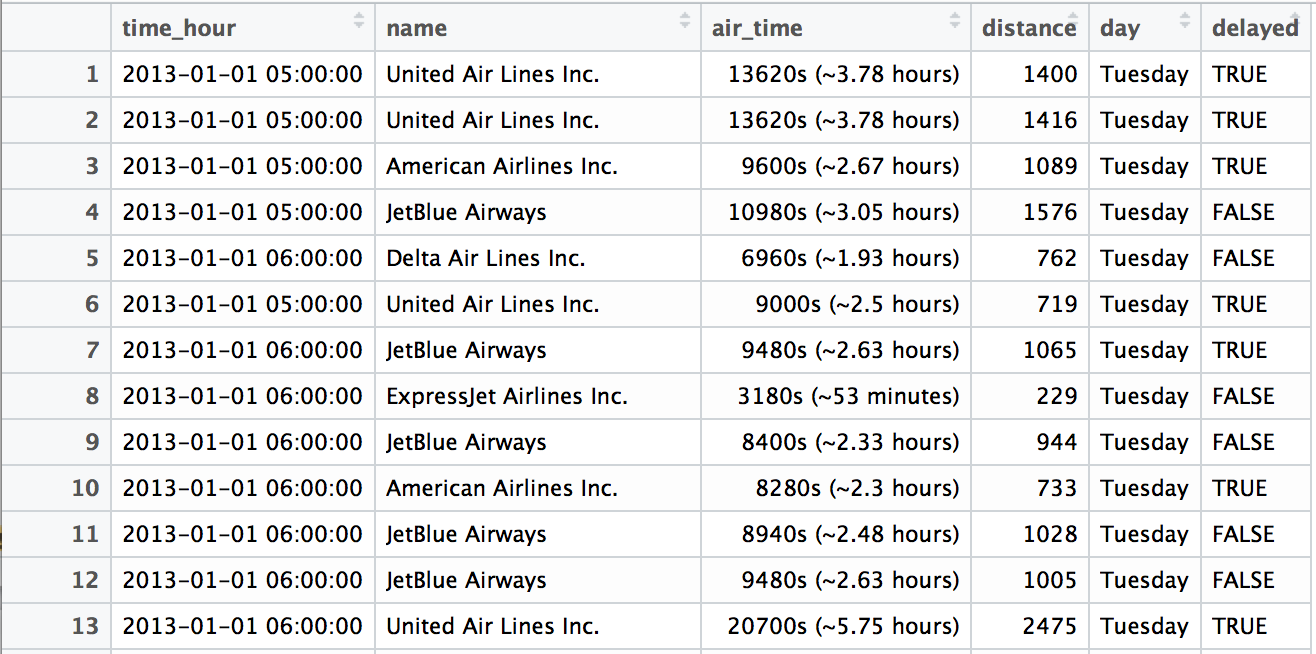 time_hour name air_time distance day delayed
1 2013-01-01 05:00:00 United Air Lines Inc. 13620s (~3.78 hours) 1400 Tuesday TRUE
2 2013-01-01 05:00:00 United Air Lines Inc. 13620s (~3.78 hours) 1416 Tuesday TRUE
3 2013-01-01 05:00:00 American Airlines Inc. 9600s (~2.67 hours) 1089 Tuesday TRUE
4 2013-01-01 05:00:00 JetBlue Airways 10980s (~3.05 hours) 1576 Tuesday FALSE
5 2013-01-01 06:00:00 Delta Air Lines Inc. 6960s (~1.93 hours) 762 Tuesday FALSE
6 2013-01-01 05:00:00 United Air Lines Inc. 9000s (~2.5 hours) 719 Tuesday TRUE
7 2013-01-01 06:00:00 JetBlue Airways 9480s (~2.63 hours) 1065 Tuesday TRUE
8 2013-01-01 06:00:00 ExpressJet Airlines Inc. 3180s (~53 minutes) 229 Tuesday FALSE
9 2013-01-01 06:00:00 JetBlue Airways 8400s (~2.33 hours) 944 Tuesday FALSE
10 2013-01-01 06:00:00 American Airlines Inc. 8280s (~2.3 hours) 733 Tuesday TRUE
11 2013-01-01 06:00:00 JetBlue Airways 8940s (~2.48 hours) 1028 Tuesday FALSE
12 2013-01-01 06:00:00 JetBlue Airways 9480s (~2.63 hours) 1005 Tuesday FALSE
13 2013-01-01 06:00:00 United Air Lines Inc. 20700s (~5.75 hours) 2475 Tuesday TRUE